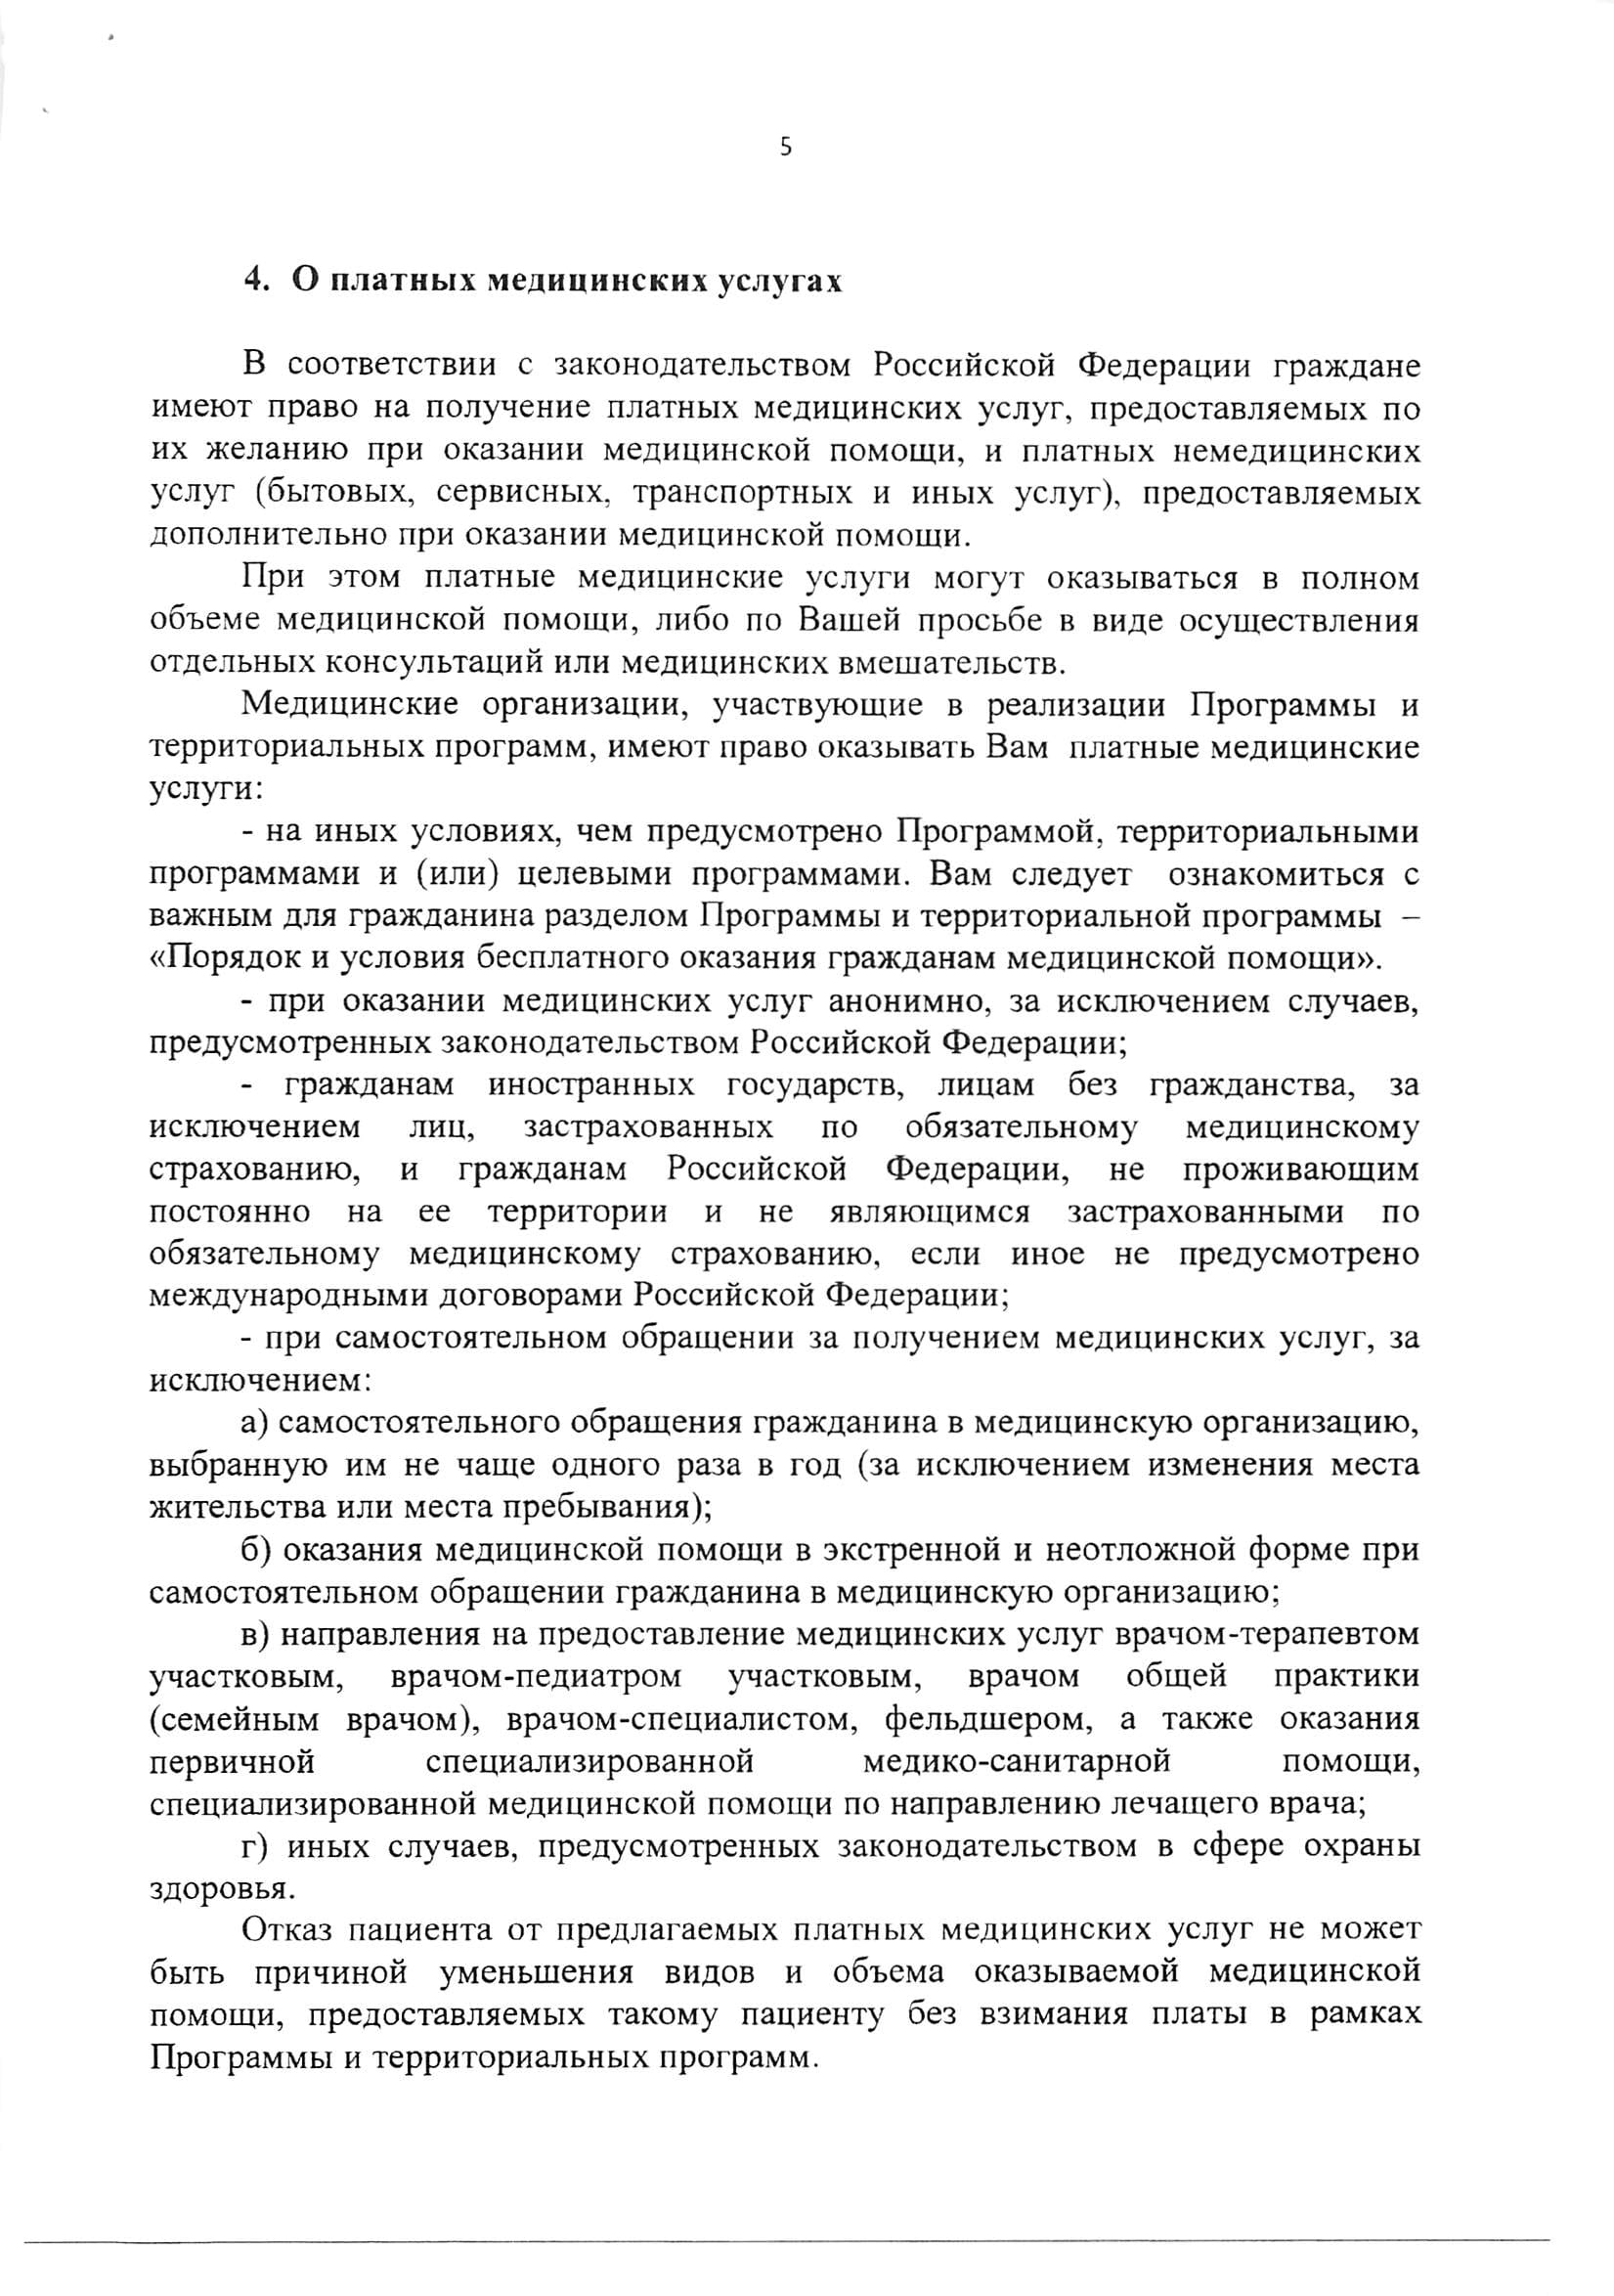 5
4. О платных медицинских услугах
В соответствии с законодательством Российской Федерации граждане
имеют право на получение платных медицинских услуг, предоставляемых по
их желанию при оказании медицинской помощи, и платных немедицинских
услуг (бытовых, сервисных, транспортных и иных услуг), предоставляемых
дополнительно при оказании медицинской помощи.
При этом платные медицинские услуги могут оказываться в полном
объеме медицинской помощи, либо по Вашей просьбе в виде осуществления
отдельных консультаций или медицинских вмешательств.
Медицинские организации, участвующие в реализации Программы и
территориальных программ, имеют право оказывать Вам платные медицинские
услуги:
- на иных условиях, чем предусмотрено Программой, территориальными
программами и (или) целевыми программами. Вам следует ознакомиться с
важным для гражданина разделом Программы и территориальной программы –
«Порядок и условия бесплатного оказания гражданам медицинской помощи».
- при оказании медицинских услуг анонимно, за исключением случаев,
предусмотренных законодательством Российской Федерации;
- гражданам иностранных государств, лицам без гражданства, за
исключением лиц, застрахованных по обязательному медицинскому
страхованию, и гражданам Российской Федерации, не проживающим
постоянно на ее территории и не являющимся застрахованными по
обязательному медицинскому страхованию, если иное не предусмотрено
международными договорами Российской Федерации;
- при самостоятельном обращении за получением медицинских услуг, за
исключением:
а) самостоятельного обращения гражданина в медицинскую организацию,
выбранную им не чаще одного раза в год (за исключением изменения места
жительства или места пребывания);
б) оказания медицинской помощи в экстренной и неотложной форме при
самостоятельном обращении гражданина в медицинскую организацию;
в) направления на предоставление медицинских услуг врачом-терапевтом
участковым, врачом-педиатром участковым, врачом общей практики
(семейным врачом), врачом-специалистом, фельдшером, а также оказания
первичной специализированной медико-санитарной помощи,
специализированной медицинской помощи по направлению лечащего врача;
г) иных случаев, предусмотренных законодательством в сфере охраны
здоровья.
Отказ пациента от предлагаемых платных медицинских услуг не может
быть причиной уменьшения видов и объема оказываемой медицинской
помощи, предоставляемых такому пациенту без взимания платы в рамках
Программы и территориальных программ.